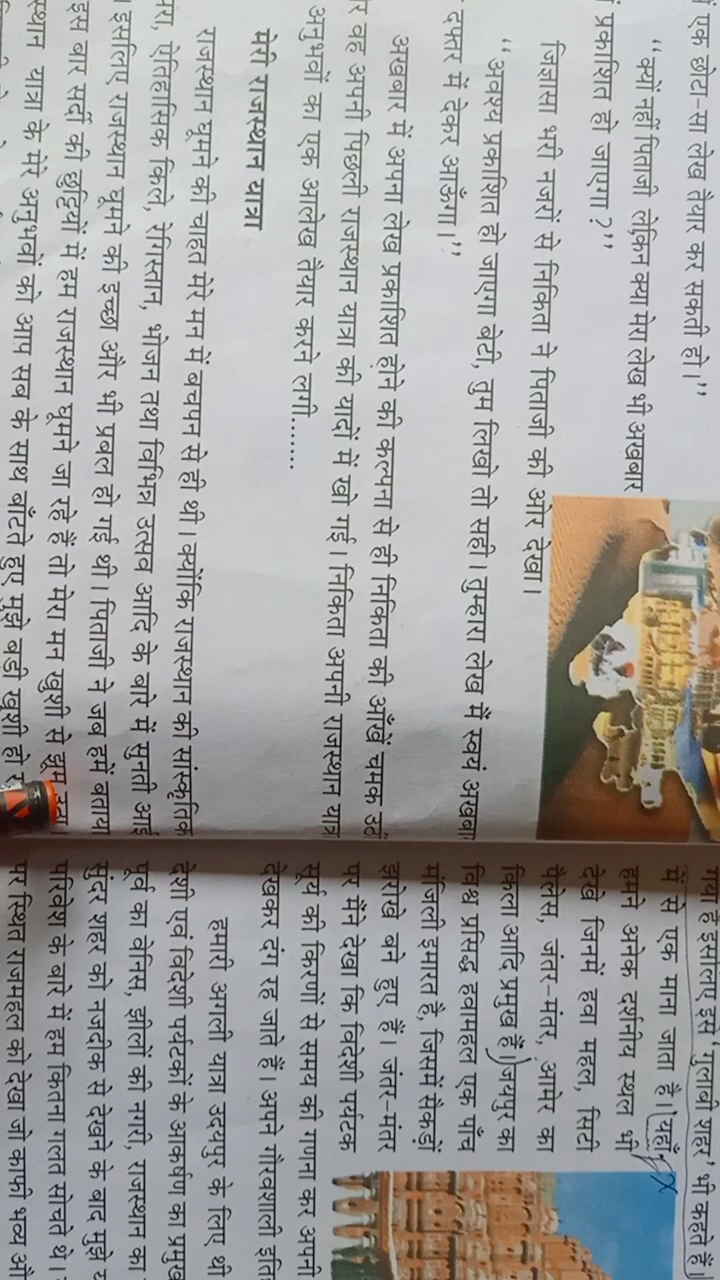 में एक छोटा-सा लेख तैयार कर सकती हो।”
“क्यों नहीं पिताजी लेकिन क्या मेरा लेख भी अखबार
में प्रकाशित हो जाएगा ?”
जिज्ञासा भरी नजरों से निकिता ने पिताजी की ओर देखा।
“अवश्य प्रकाशित हो जाएगा बेटी, तुम लिखो तो सही। तुम्हारा लेख मैं स्वयं अखबा
दफ्तर में देकर आऊँगा।”
अखबार में अपना लेख प्रकाशित होने की कल्पना से ही निकिता की आँखें चमक उठ
र वह अपनी पिछली राजस्थान यात्रा की यादों में खो गई। निकिता अपनी राजस्थान यात्र
अनुभवों का एक आलेख तैयार करने लगी........
मेरी राजस्थान यात्रा
राजस्थान घूमने की चाहत मेरे मन में बचपन से ही थी। क्योंकि राजस्थान की सांस्कृतिक
परा, ऐतिहासिक किले, रेगिस्तान, भोजन तथा विभिन्न उत्सव आदि के बारे में सुनती आई
। इसलिए राजस्थान घूमने की इच्छा और भी प्रबल हो गई थी। पिताजी ने जब हमें बताया
इस बार सर्दी की छुट्टियों में हम राजस्थान घूमने जा रहे हैं तो मेरा मन खुशी से झूम उठा।
स्थान यात्रा के मेरे अनुभवों को आप सब के साथ बाँटते हुए मुझे बड़ी खुशी हो
गया है इसलिए इसे ‘गुलाबी शहर’ भी कहते हैं।
में से एक माना जाता है। यहाँ
हमने अनेक दर्शनीय स्थल भी
देखे जिनमें हवा महल, सिटी
पैलेस, जंतर-मंतर, आमेर का
किला आदि प्रमुख हैं। जयपुर का
विश्व प्रसिद्ध हवामहल एक पाँच
मंजिली इमारत है, जिसमें सैकड़ों
झरोखे बने हुए हैं। जंतर-मंतर
पर मैंने देखा कि विदेशी पर्यटक
सूर्य की किरणों से समय की गणना कर अपनी
देखकर दंग रह जाते हैं। अपने गौरवशाली इति
हमारी अगली यात्रा उदयपुर के लिए थी
देशी एवं विदेशी पर्यटकों के आकर्षण का प्रमुख
पूर्व का वेनिस, झीलों की नगरी, राजस्थान का
सुंदर शहर को नजदीक से देखने के बाद मुझे
परिवेश के बारे में हम कितना गलत सोचते थे।
पर स्थित राजमहल को देखा जो काफी भव्य औ